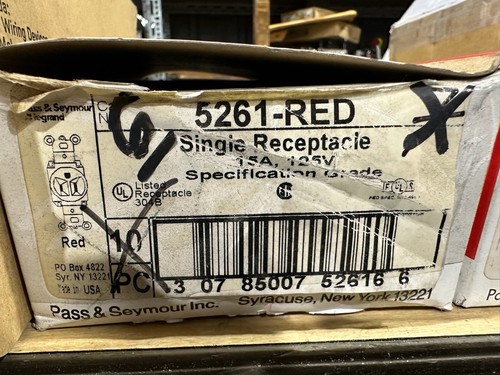 Wiring Devices
Pass & Seymour
legrand
5261-RED
Single Receptacle
15A, 125V
Specification Grade
UL
Listed
Receptacle
304B
Red
10
PC
PO Box 4822
Syr. NY 13221
Made in USA
3 07 85007 52616 6
Pass & Seymour Inc. Syracuse, New York 13221